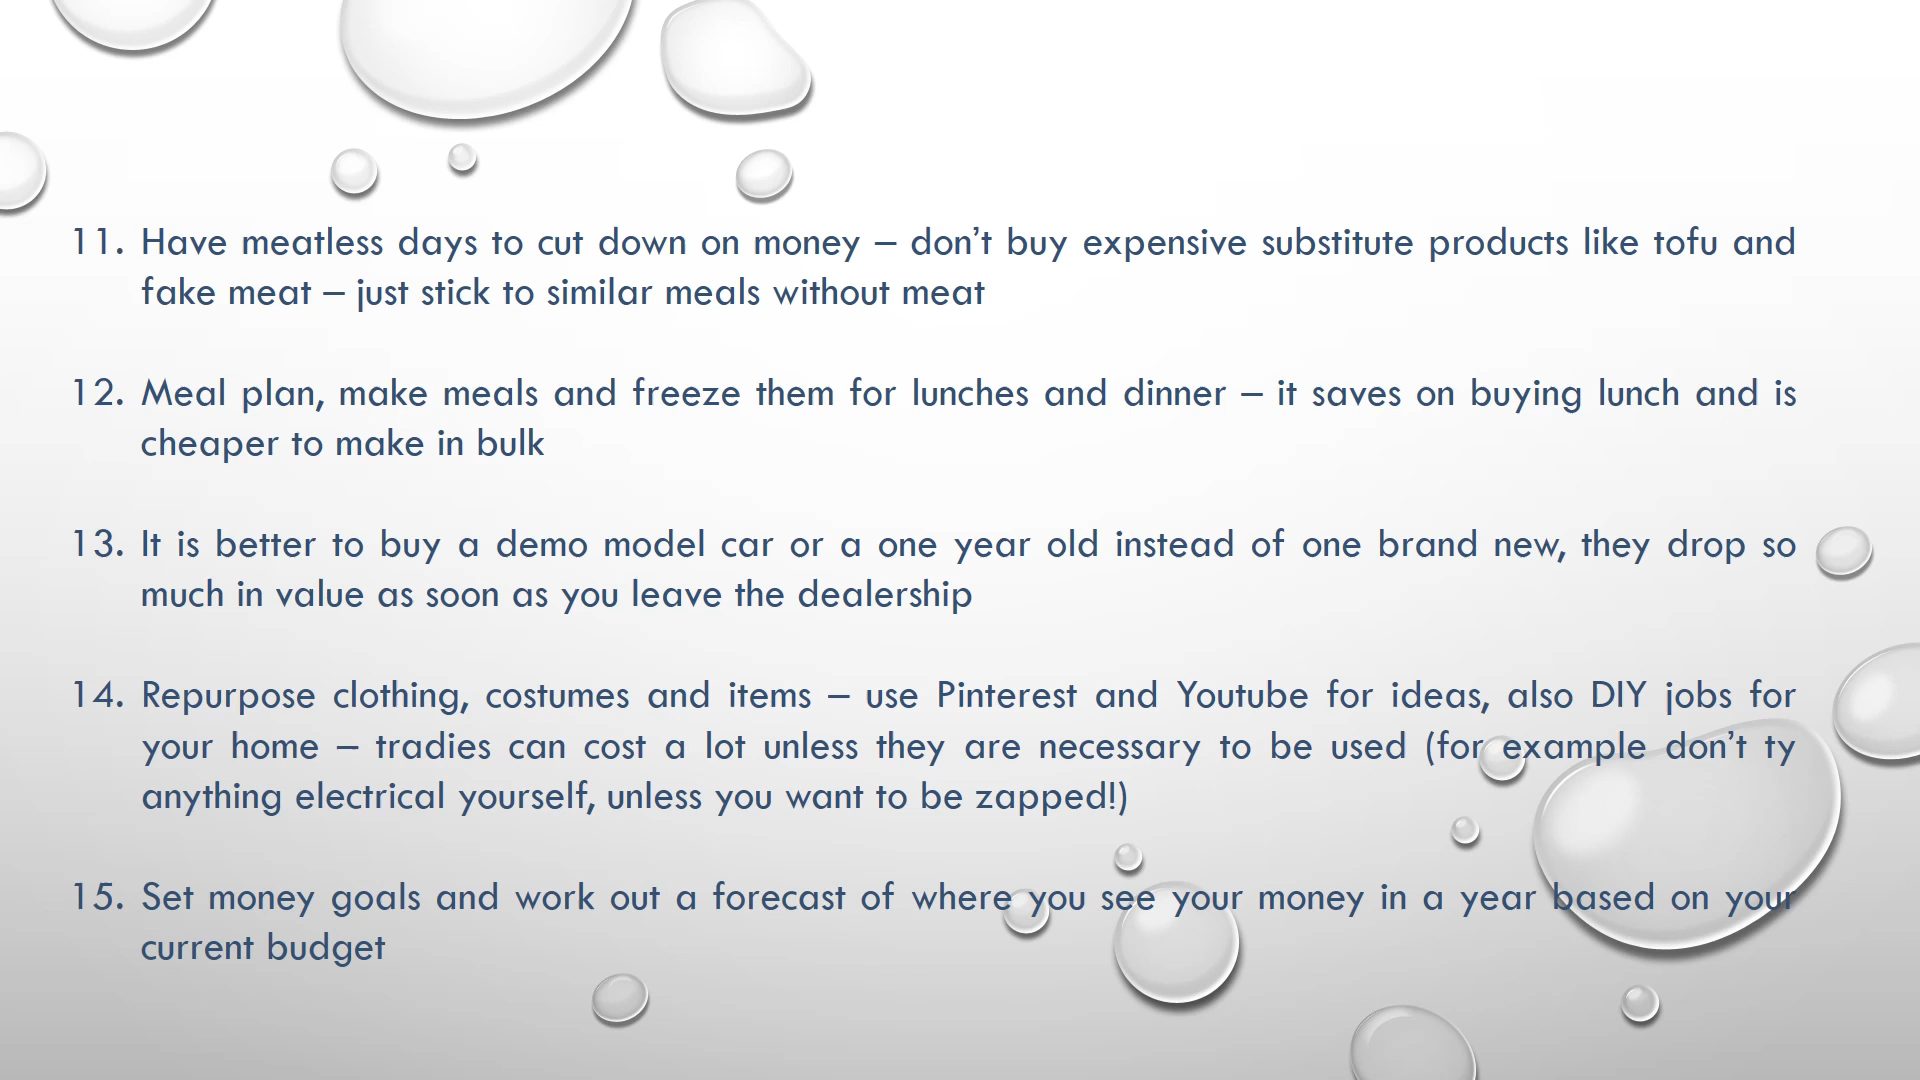 11. Have meatless days to cut down on money – don’t buy expensive substitute products like tofu and
fake meat – just stick to similar meals without meat
12. Meal plan, make meals and freeze them for lunches and dinner – it saves on buying lunch and is
cheaper to make in bulk
13. It is better to buy a demo model car or a one year old instead of one brand new, they drop so
much in value as soon as you leave the dealership
14. Repurpose clothing, costumes and items – use Pinterest and Youtube for ideas, also DIY jobs for
your home – tradies can cost a lot unless they are necessary to be used (for example don’t ty
anything electrical yourself, unless you want to be zapped!)
15. Set money goals and work out a forecast of where you see your money in a year based on your
current budget